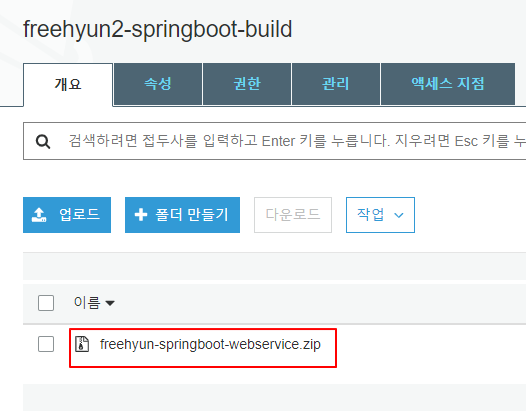 freehyun2-springboot-build
개요 속성 권한 관리 액세스 지점
검색하려면 접두사를 입력하고 Enter 키를 누릅니다. 지우려면 Esc 키를 누
업로드 폴더 만들기 다운로드 작업
이름
freehyun-springboot-webservice.zip